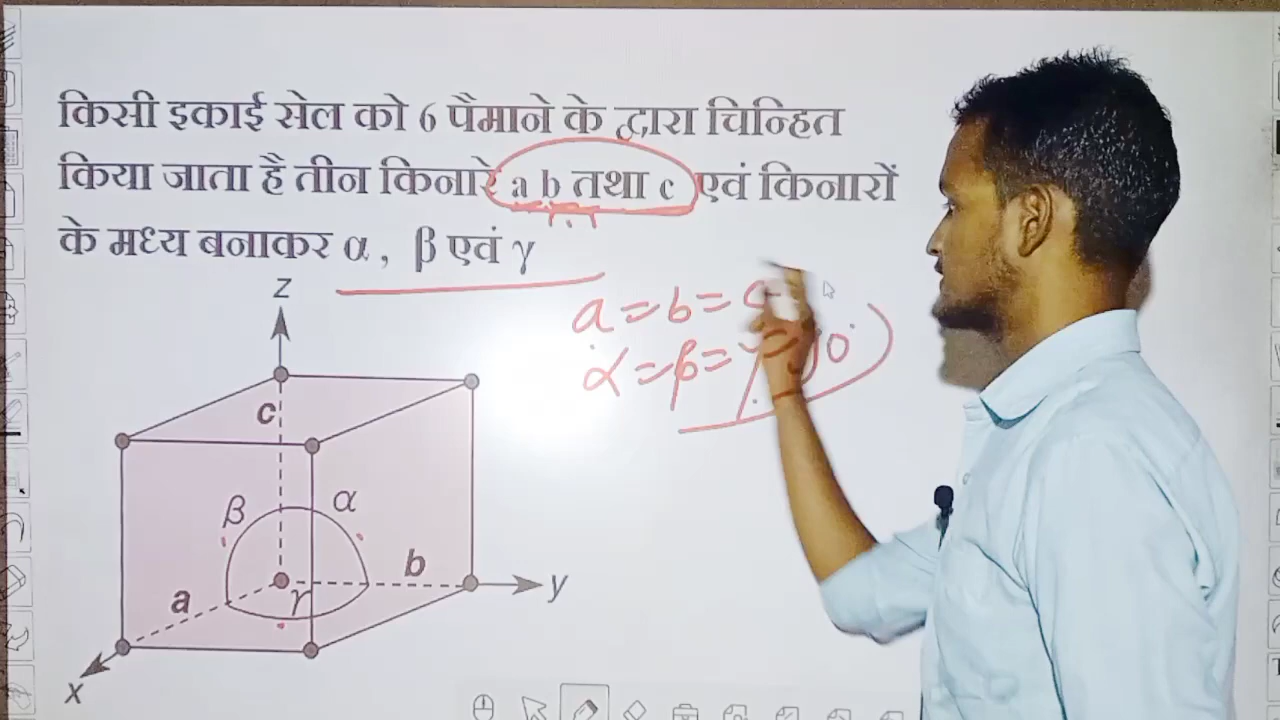 किसी इकाई सेल को 6 पैमाने के द्वारा चिन्हित
किया जाता है तीन किनारे a b तथा c एवं किनारों
के मध्य बनाकर α , β एवं γ
a = b = c
α = β = γ = 90°
z
c
β
α
a
γ
b
y
x